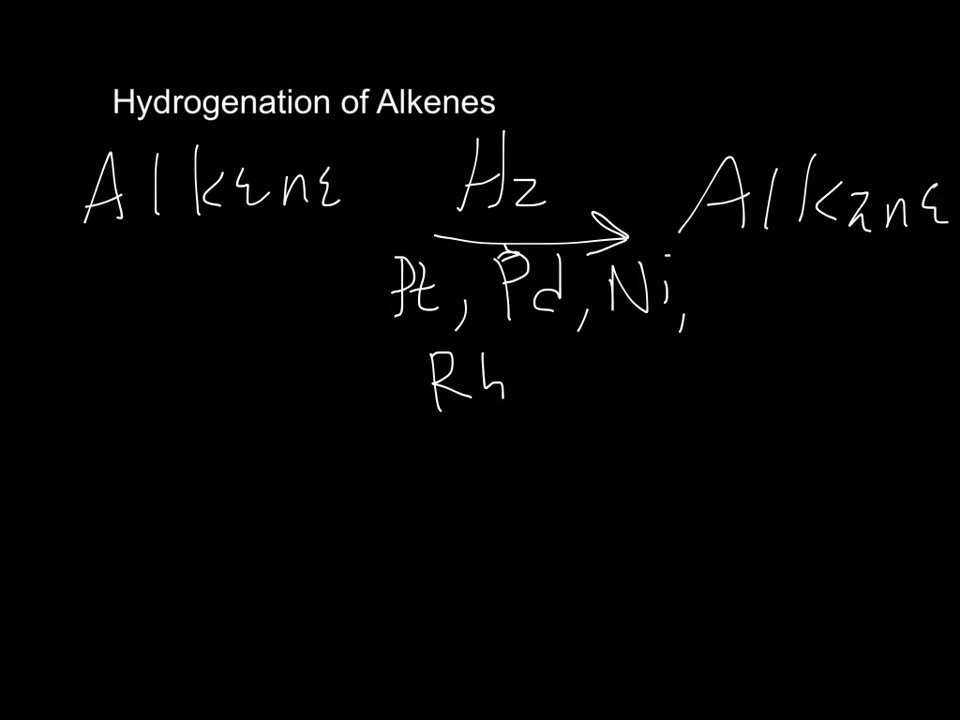 Hydrogenation of Alkenes
Alkene H2 Alkane
Pt, Pd, Ni,
Rh